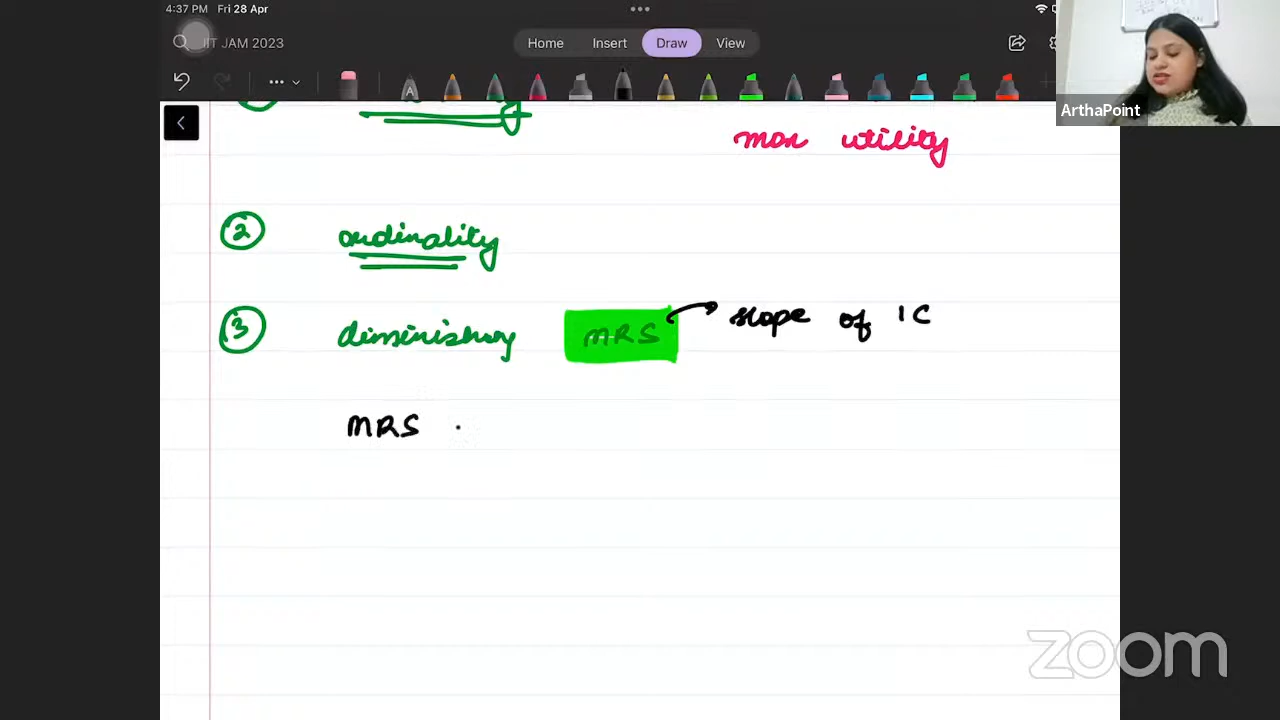 4:37 PM Fri 28 Apr
IIT JAM 2023
Home Insert Draw View
A
ArthaPoint
max utility
② ordinality
③ diminishing MRS slope of IC
MRS
zoom